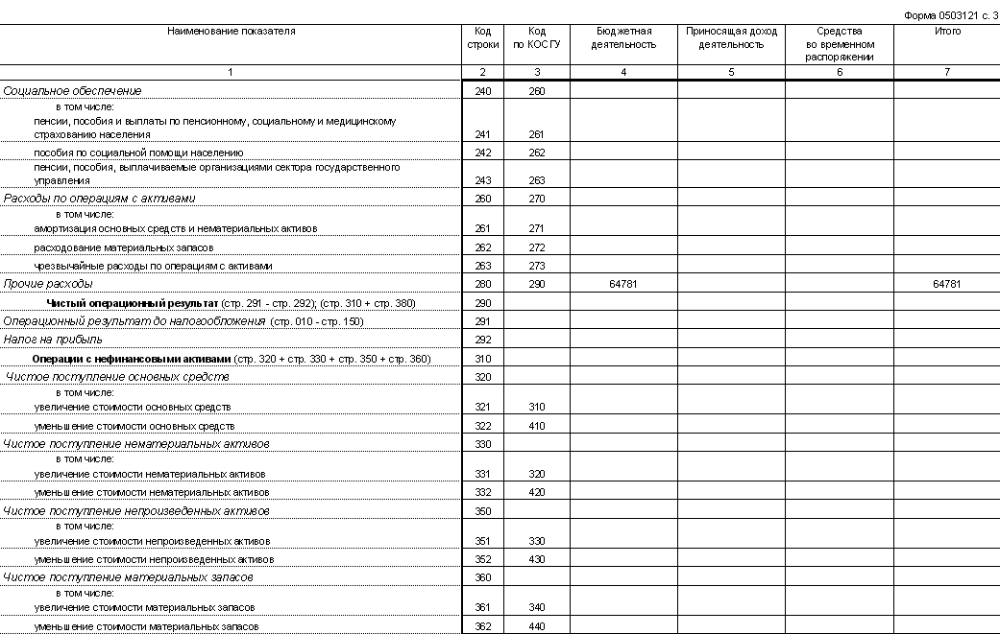 Форма 0503121 с. 3
Наименование показателя Код строки Код по КОСГУ Бюджетная деятельность Приносящая доход деятельность Средства во временном распоряжении Итого
1 2 3 4 5 6 7
Социальное обеспечение 240 260
в том числе:
пенсии, пособия и выплаты по пенсионному, социальному и медицинскому
страхованию населения 241 261
пособия по социальной помощи населению 242 262
пенсии, пособия, выплачиваемые организациями сектора государственного
управления 243 263
Расходы по операциям с активами 260 270
в том числе:
амортизация основных средств и нематериальных активов 261 271
расходование материальных запасов 262 272
чрезвычайные расходы по операциям с активами 263 273
Прочие расходы 280 290 64781 64781
Чистый операционный результат (стр. 291 - стр. 292); (стр. 310 + стр. 380) 290
Операционный результат до налогообложения (стр. 010 - стр. 150) 291
Налог на прибыль 292
Операции с нефинансовыми активами (стр. 320 + стр. 330 + стр. 350 + стр. 360) 310
Чистое поступление основных средств 320
в том числе:
увеличение стоимости основных средств 321 310
уменьшение стоимости основных средств 322 410
Чистое поступление нематериальных активов 330
в том числе:
увеличение стоимости нематериальных активов 331 320
уменьшение стоимости нематериальных активов 332 420
Чистое поступление непроизведенных активов 350
в том числе:
увеличение стоимости непроизведенных активов 351 330
уменьшение стоимости непроизведенных активов 352 430
Чистое поступление материальных запасов 360
в том числе:
увеличение стоимости материальных запасов 361 340
уменьшение стоимости материальных запасов 362 440